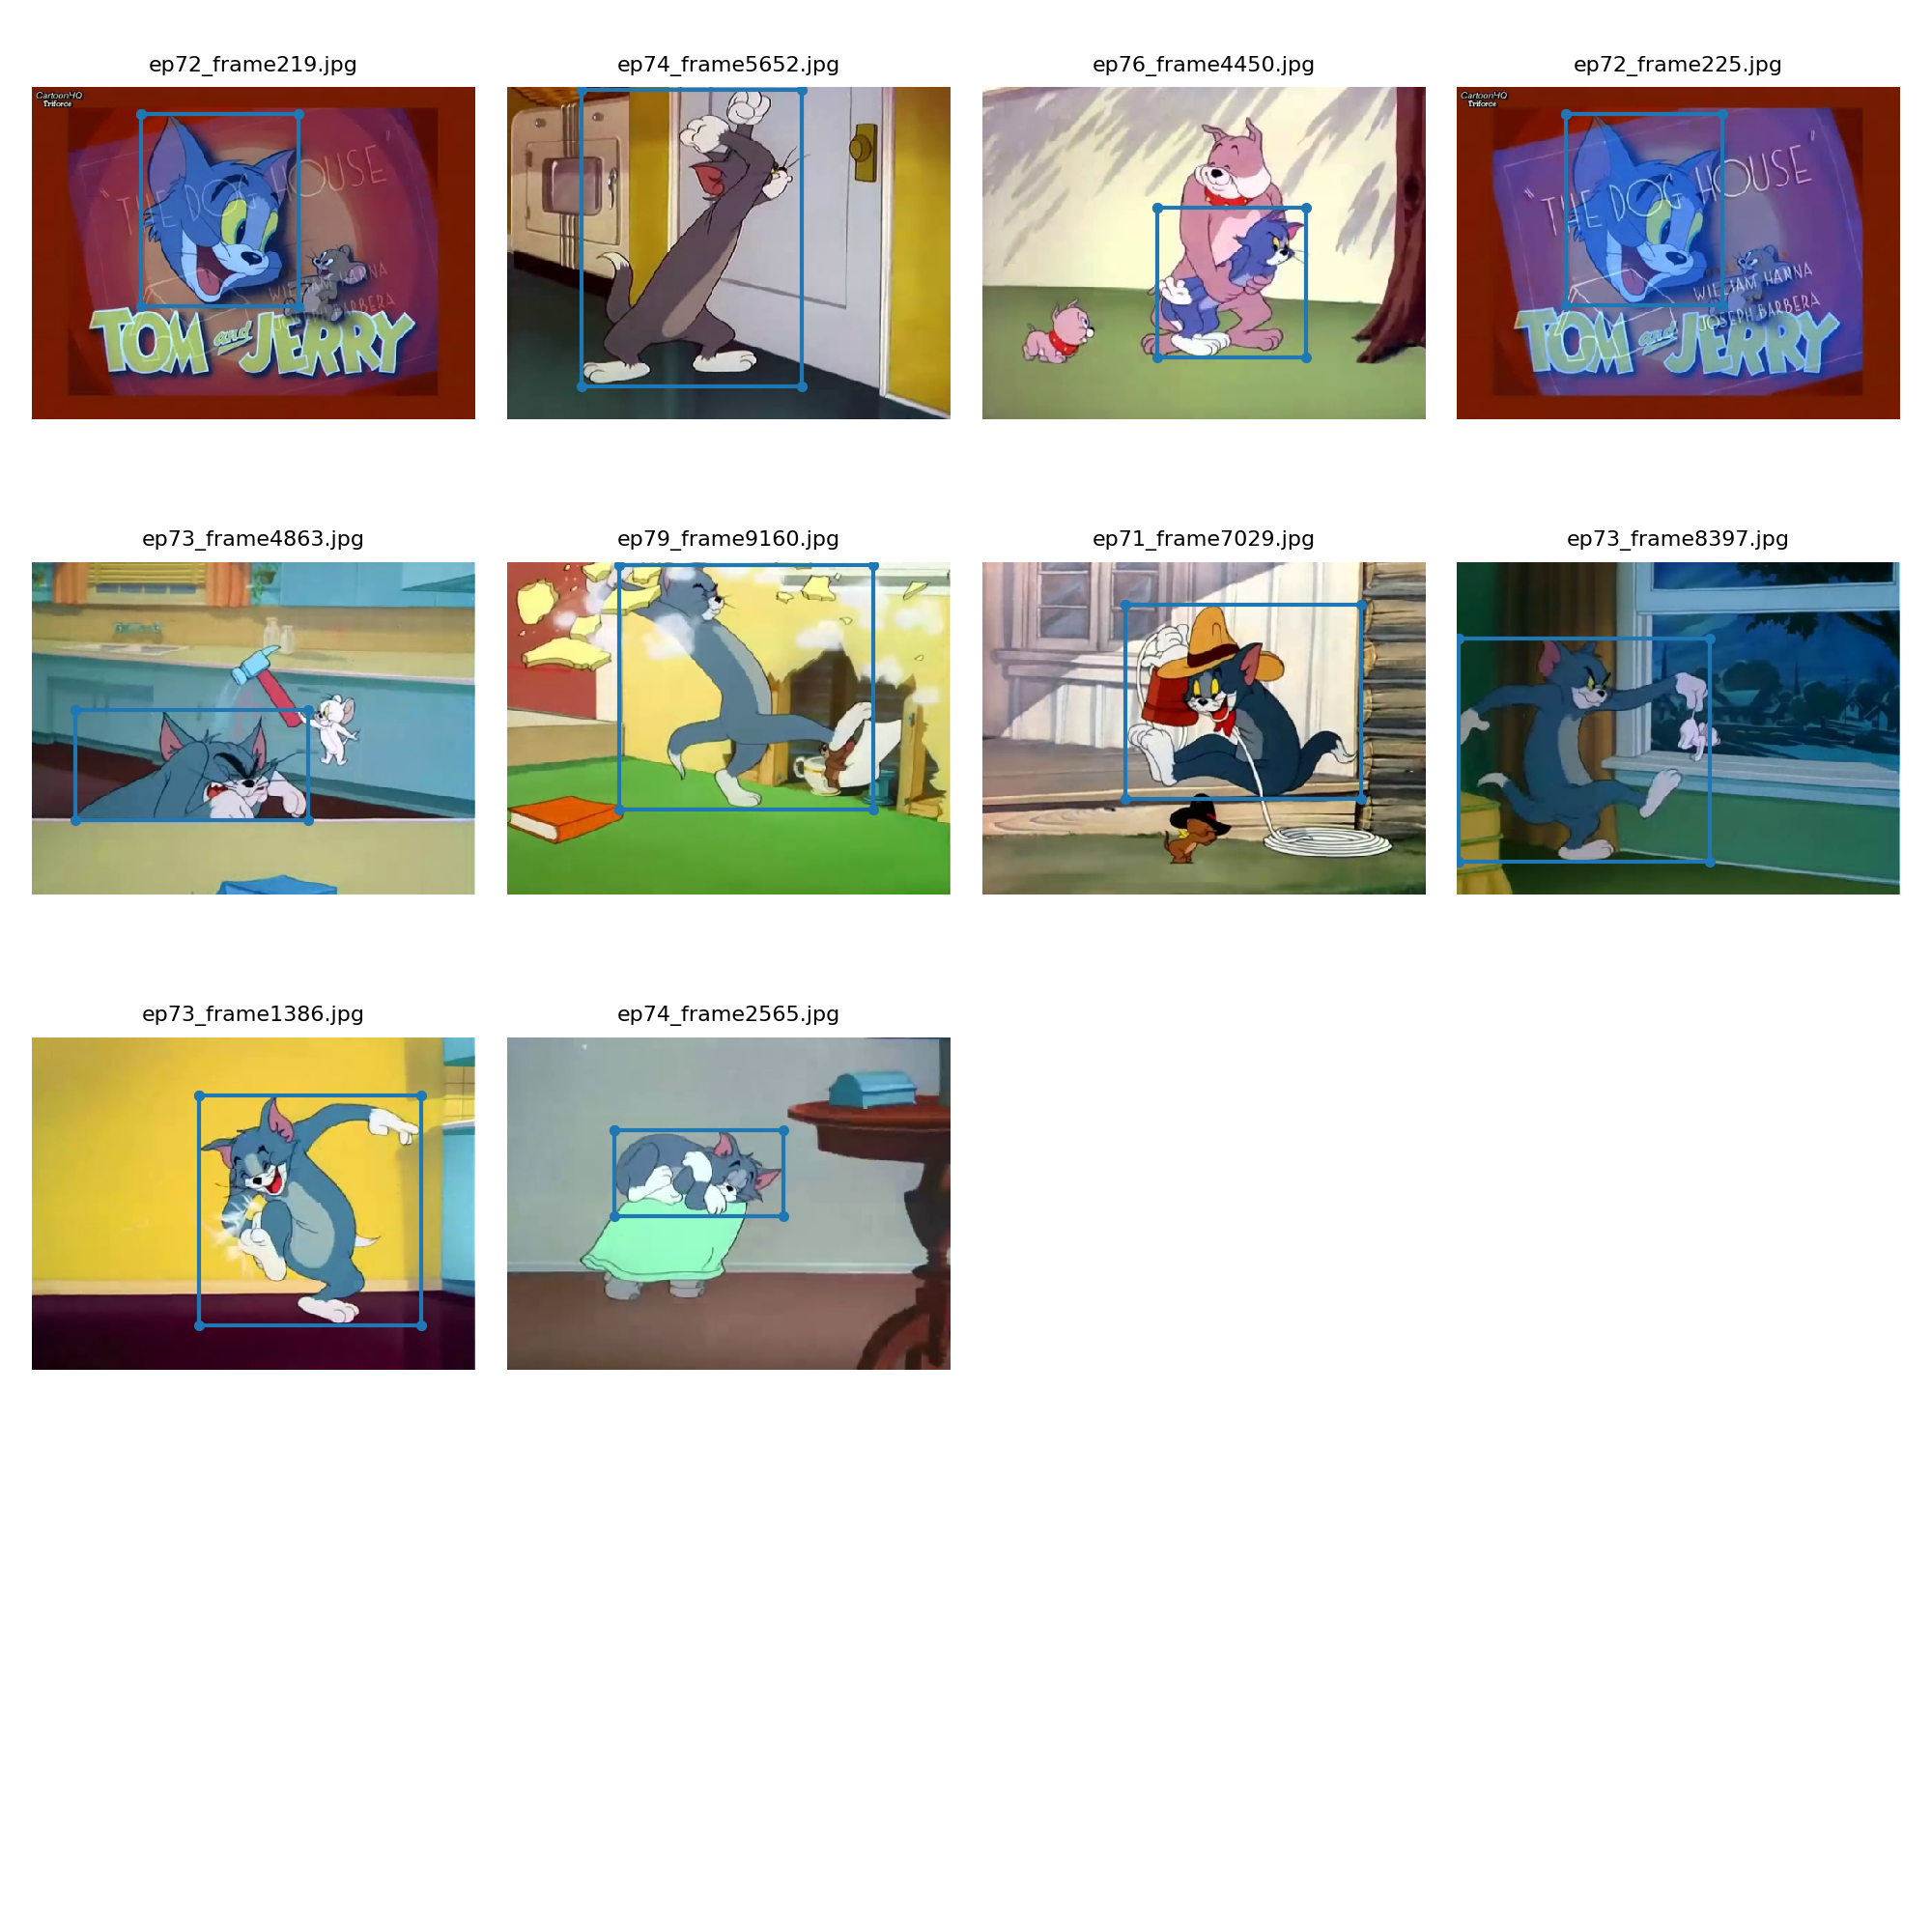 ep72_frame219.jpg
ep74_frame5652.jpg
ep76_frame4450.jpg
ep72_frame225.jpg
CartoonHQ
Triforce
"THE DOG HOUSE"
WILLIAM HANNA
JOSEPH BARBERA
TOM and JERRY
CartoonHQ
Triforce
"THE DOG HOUSE"
WILLIAM HANNA
JOSEPH BARBERA
TOM and JERRY
ep73_frame4863.jpg
ep79_frame9160.jpg
ep71_frame7029.jpg
ep73_frame8397.jpg
ep73_frame1386.jpg
ep74_frame2565.jpg